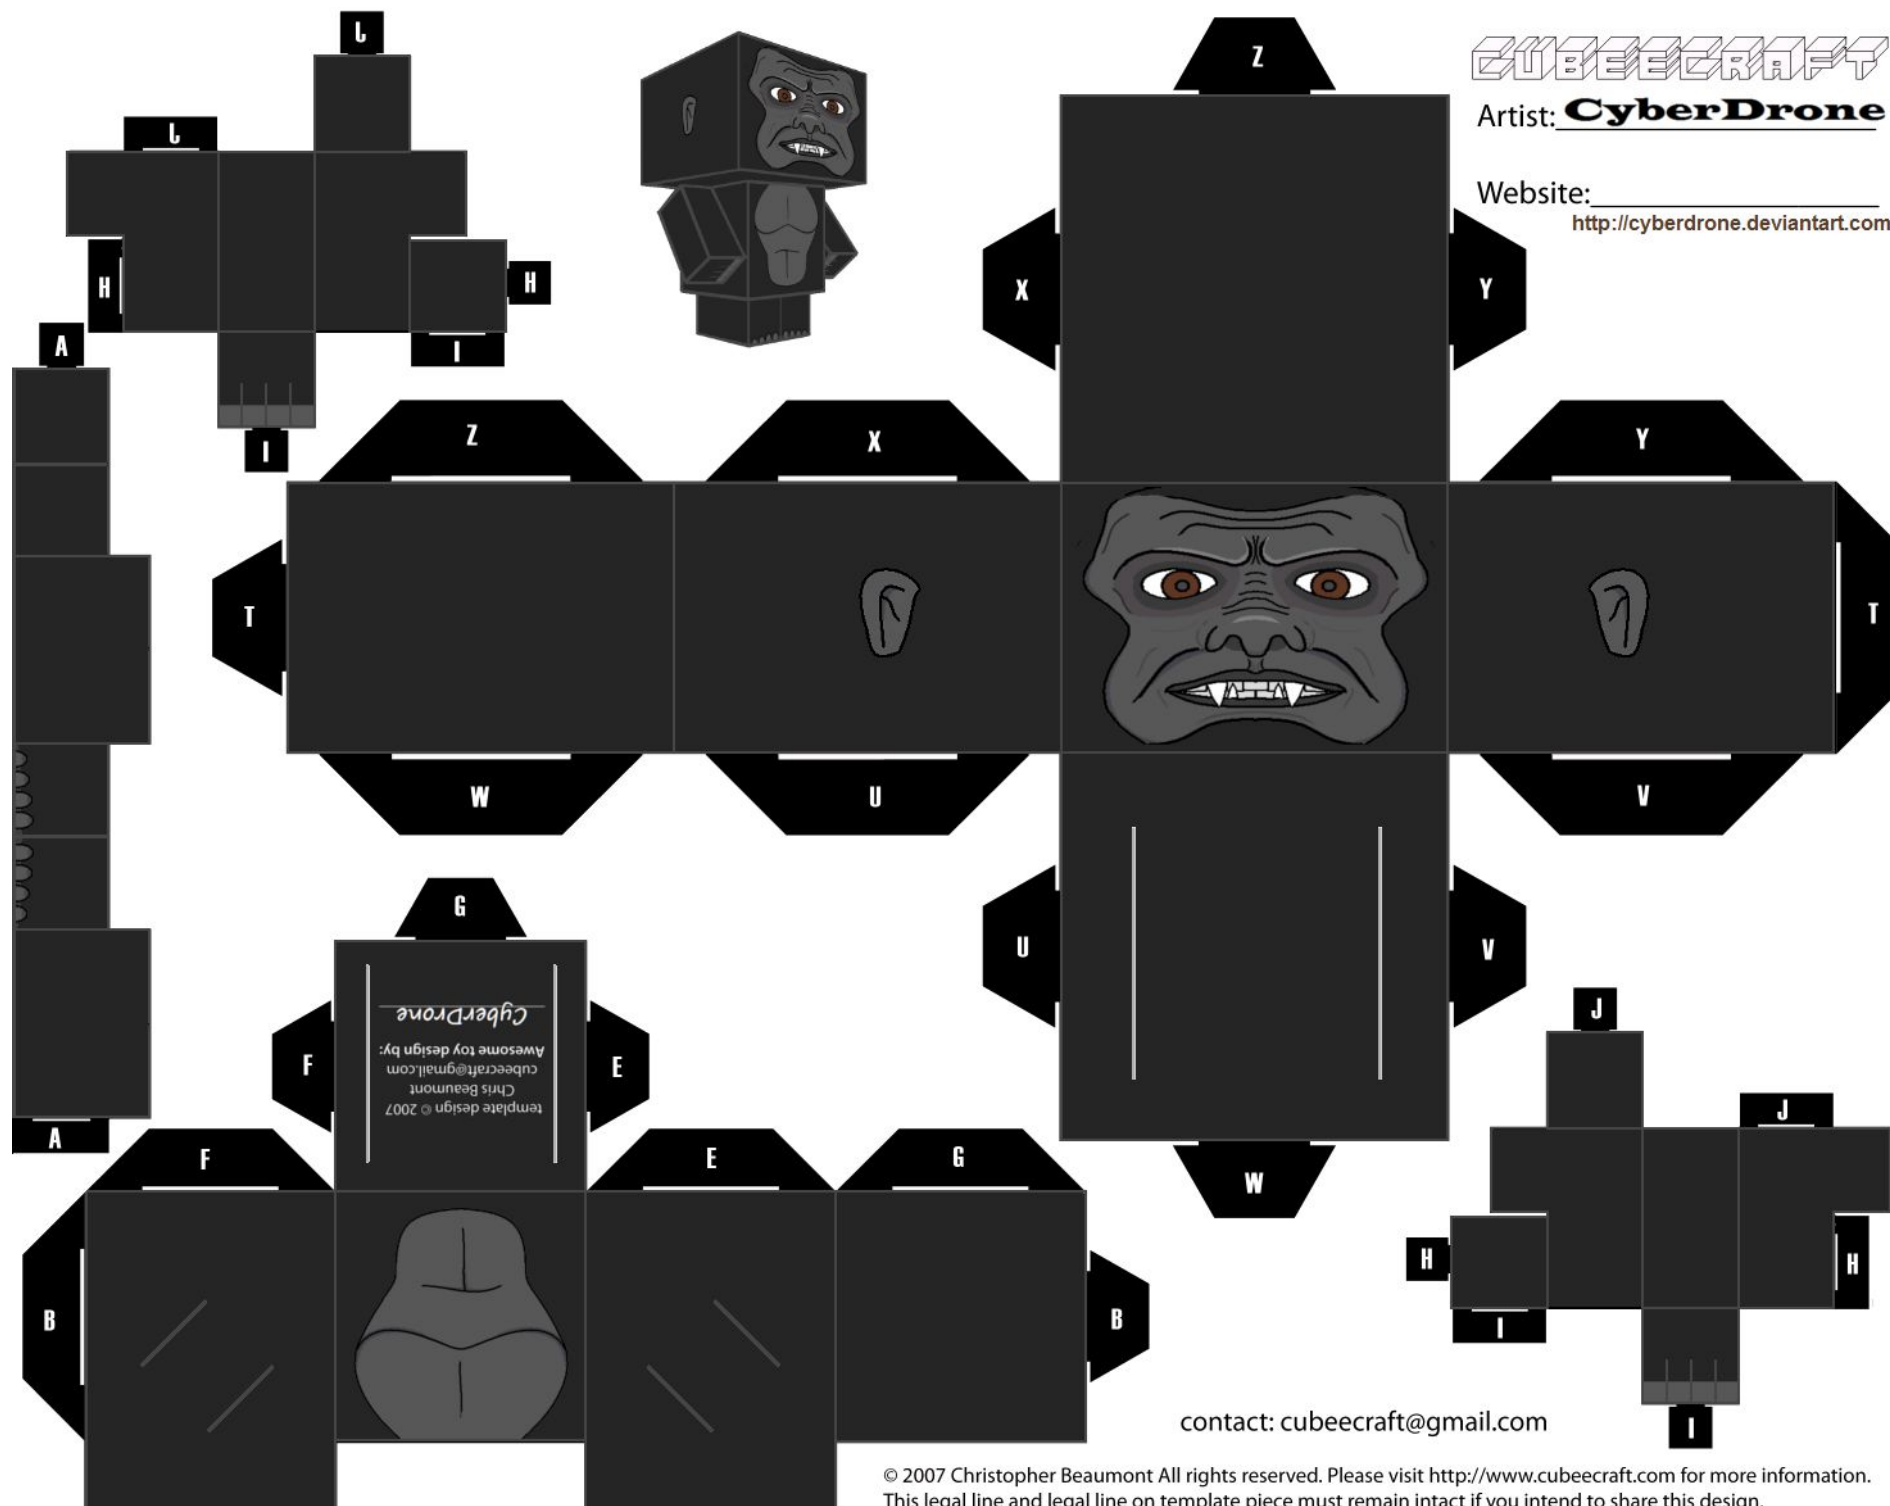 CUBEECRAFT
Artist: CyberDrone
Website:
http://cyberdrone.deviantart.com
J
J
H
H
I
I
A
Z
X
Y
Z
X
Y
T
T
W
U
V
G
U
V
F
E
template design © 2007
Chris Beaumont
cubeecraft@gmail.com
Awesome toy design by:
CyberDrone
A
F
E
G
W
J
J
H
H
I
I
B
B
contact: cubeecraft@gmail.com
© 2007 Christopher Beaumont All rights reserved. Please visit http://www.cubeecraft.com for more information.
This legal line and legal line on template piece must remain intact if you intend to share this design.